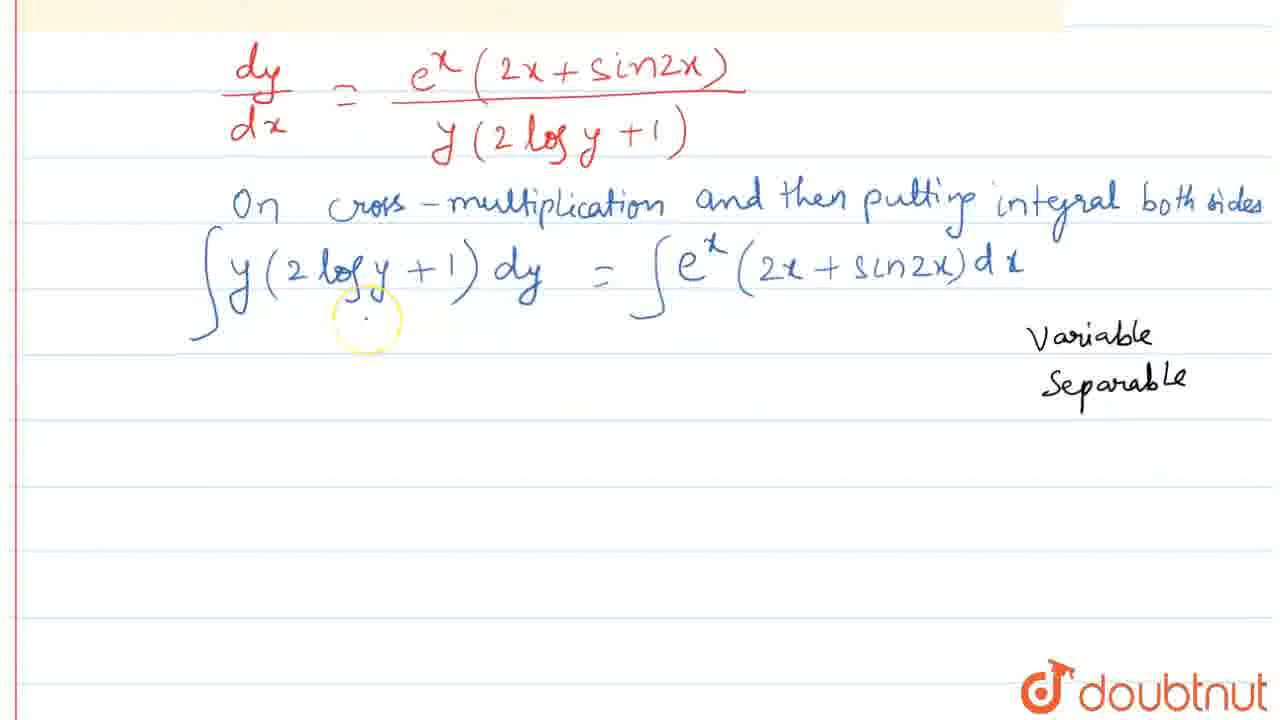 dy/dx = e^x (2x + sin2x) / y (2 log y + 1)
On cross-multiplication and then putting integral both sides
∫ y (2 log y + 1) dy = ∫ e^x (2x + sin2x) dx
Variable
Separable
doubtnut